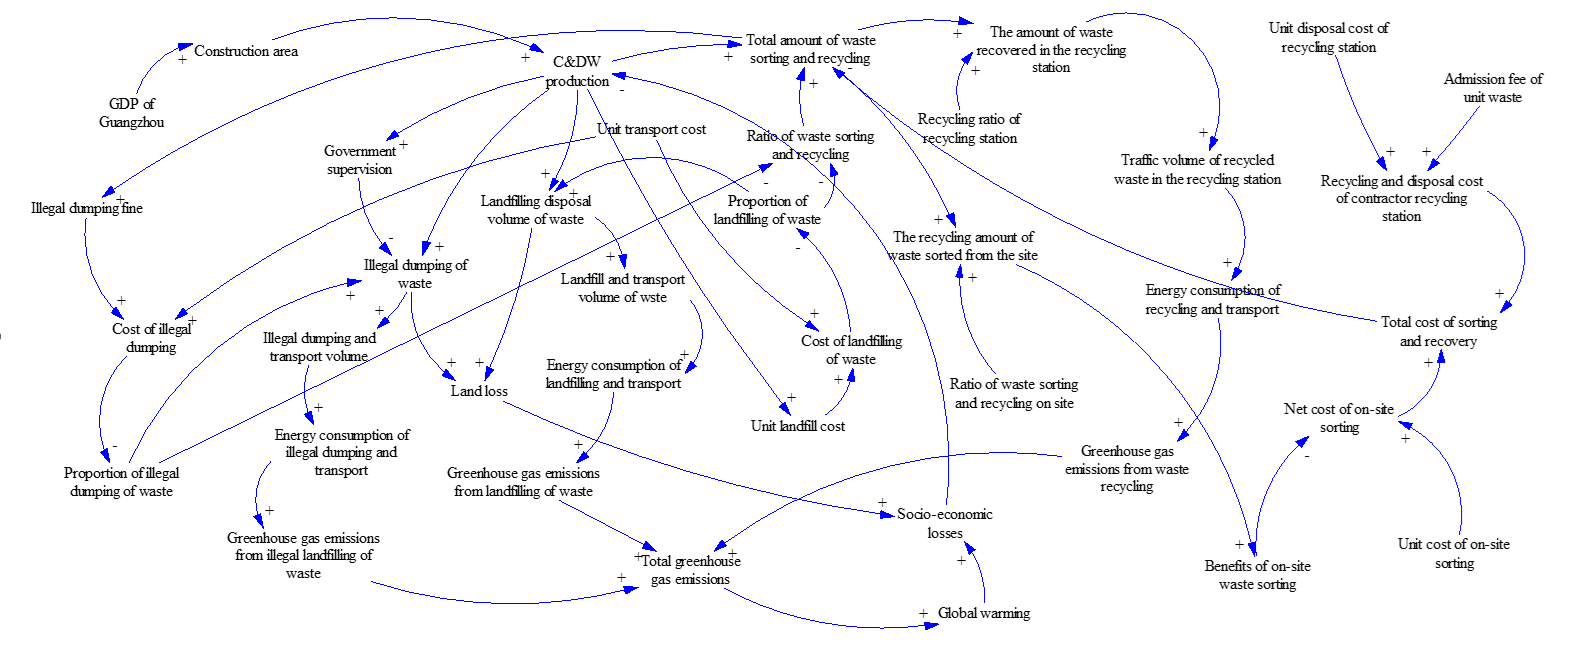 Construction area
GDP of
Guangzhou
C&DW
production
Total amount of waste
sorting and recycling
The amount of waste
recovered in the recycling
station
Unit disposal cost of
recycling station
Admission fee of
unit waste
Unit transport cost
Government
supervision
Ratio of waste sorting
and recycling
Recycling ratio of
recycling station
Traffic volume of recycled
waste in the recycling station
Recycling and disposal cost
of contractor recycling
station
Illegal dumping fine
Landfilling disposal
volume of waste
Proportion of
landfilling of waste
The recycling amount of
waste sorted from the site
Illegal dumping of
waste
Landfill and transport
volume of wste
Energy consumption of
recycling and transport
Cost of illegal
dumping
Illegal dumping and
transport volume
Cost of landfilling
of waste
Total cost of sorting
and recovery
Energy consumption of
landfilling and transport
Land loss
Ratio of waste sorting
and recycling on site
Unit landfill cost
Net cost of on-site
sorting
Energy consumption of
illegal dumping and
transport
Proportion of illegal
dumping of waste
Greenhouse gas emissions
from landfilling of waste
Greenhouse gas
emissions from waste
recycling
Socio-economic
losses
Greenhouse gas emissions
from illegal landfilling of
waste
Total greenhouse
gas emissions
Unit cost of on-site
sorting
Benefits of on-site
waste sorting
Global warming